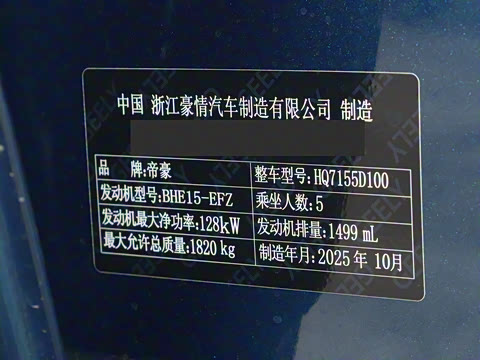 中国 浙江豪情汽车制造有限公司 制造
品 牌:帝豪 整车型号:HQ7155D100
发动机型号:BHE15-EFZ 乘坐人数:5
发动机最大净功率:128kW 发动机排量:1499 mL
最大允许总质量:1820 kg 制造年月:2025 年 10月